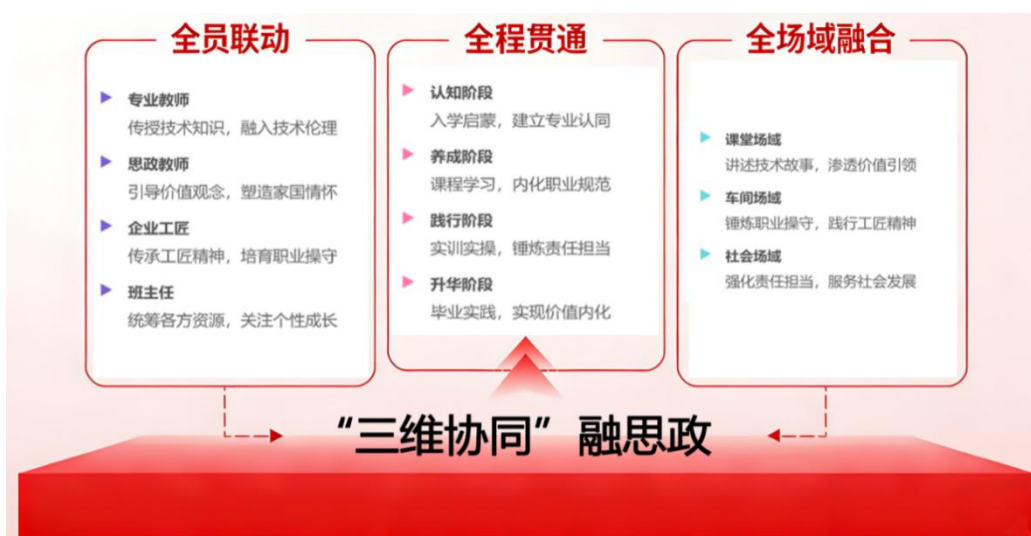 全员联动
专业教师
传授技术知识，融入技术伦理
思政教师
引导价值观念，塑造家国情怀
企业工匠
传承工匠精神，培育职业操守
班主任
统筹各方资源，关注个性成长
全程贯通
认知阶段
入学启蒙，建立专业认同
养成阶段
课程学习，内化职业规范
践行阶段
实训实操，锤炼责任担当
升华阶段
毕业实践，实现价值内化
全场域融合
课堂场域
讲述技术故事，渗透价值引领
车间场域
锤炼职业操守，践行工匠精神
社会场域
强化责任担当，服务社会发展
“三维协同”融思政